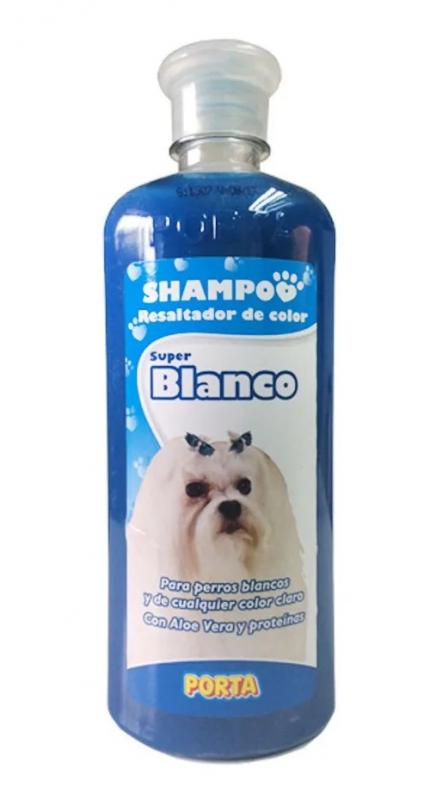 SHAMPOO
Resaltador de color
Super
Blanco
Para perros blancos
y de cualquier color claro
Con Aloe Vera y proteínas
PORTA